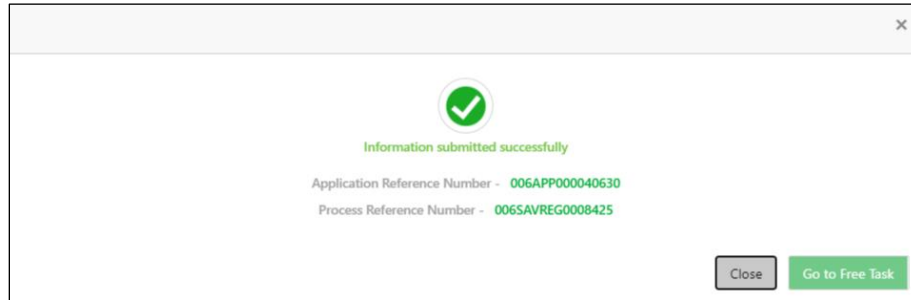 ×
Information submitted successfully
Application Reference Number - 006APP000040630
Process Reference Number - 006SAVREG0008425
Close Go to Free Task